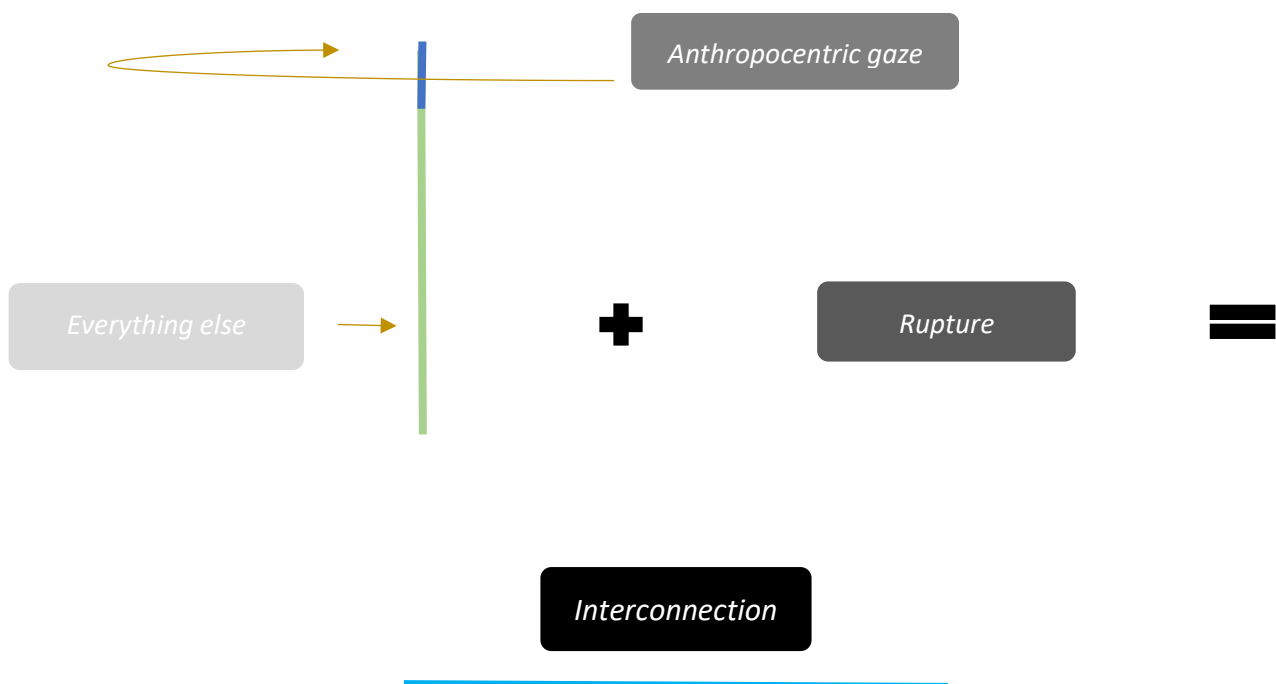 Anthropocentric gaze
Everything else
Rupture
Interconnection